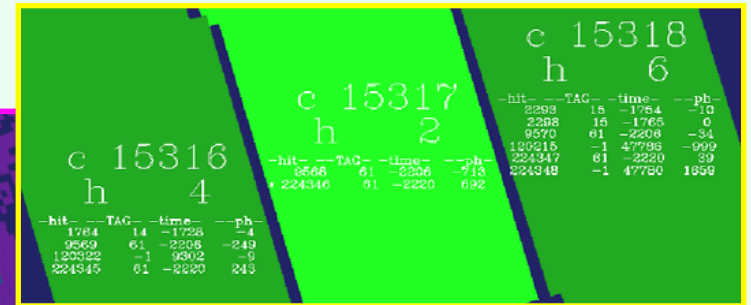 c 15316
h 4
-hit- --TAG- -time- --ph-
1764 14 -1728 -4
9569 61 -2206 -249
120322 -1 9302 -9
224345 61 -2220 243
c 15317
h 2
-hit- --TAG- -time- --ph-
9568 61 -2206 -713
224346 61 -2220 692
c 15318
h 6
-hit- --TAG- -time- --ph-
2293 15 -1754 -10
2298 15 -1765 0
9570 61 -2206 -34
120215 -1 47786 -999
224347 61 -2220 39
224348 -1 47780 1659